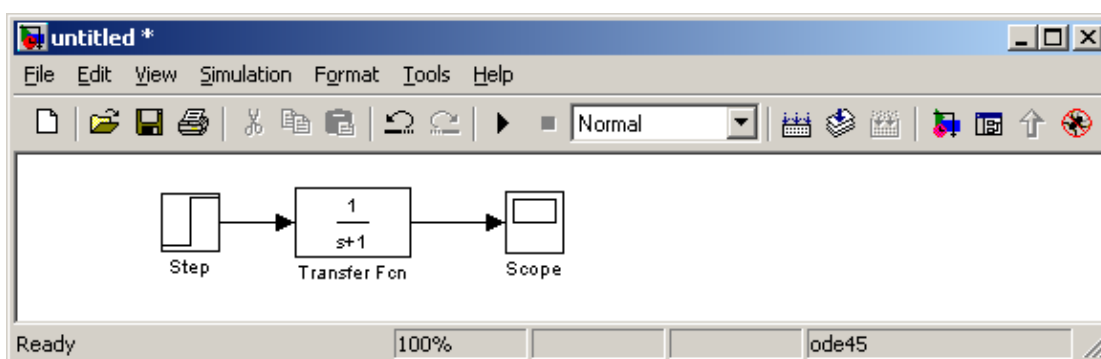 untitled *
File Edit View Simulation Format Tools Help
Normal
1
s+1
Step
Transfer Fcn
Scope
Ready 100% ode45